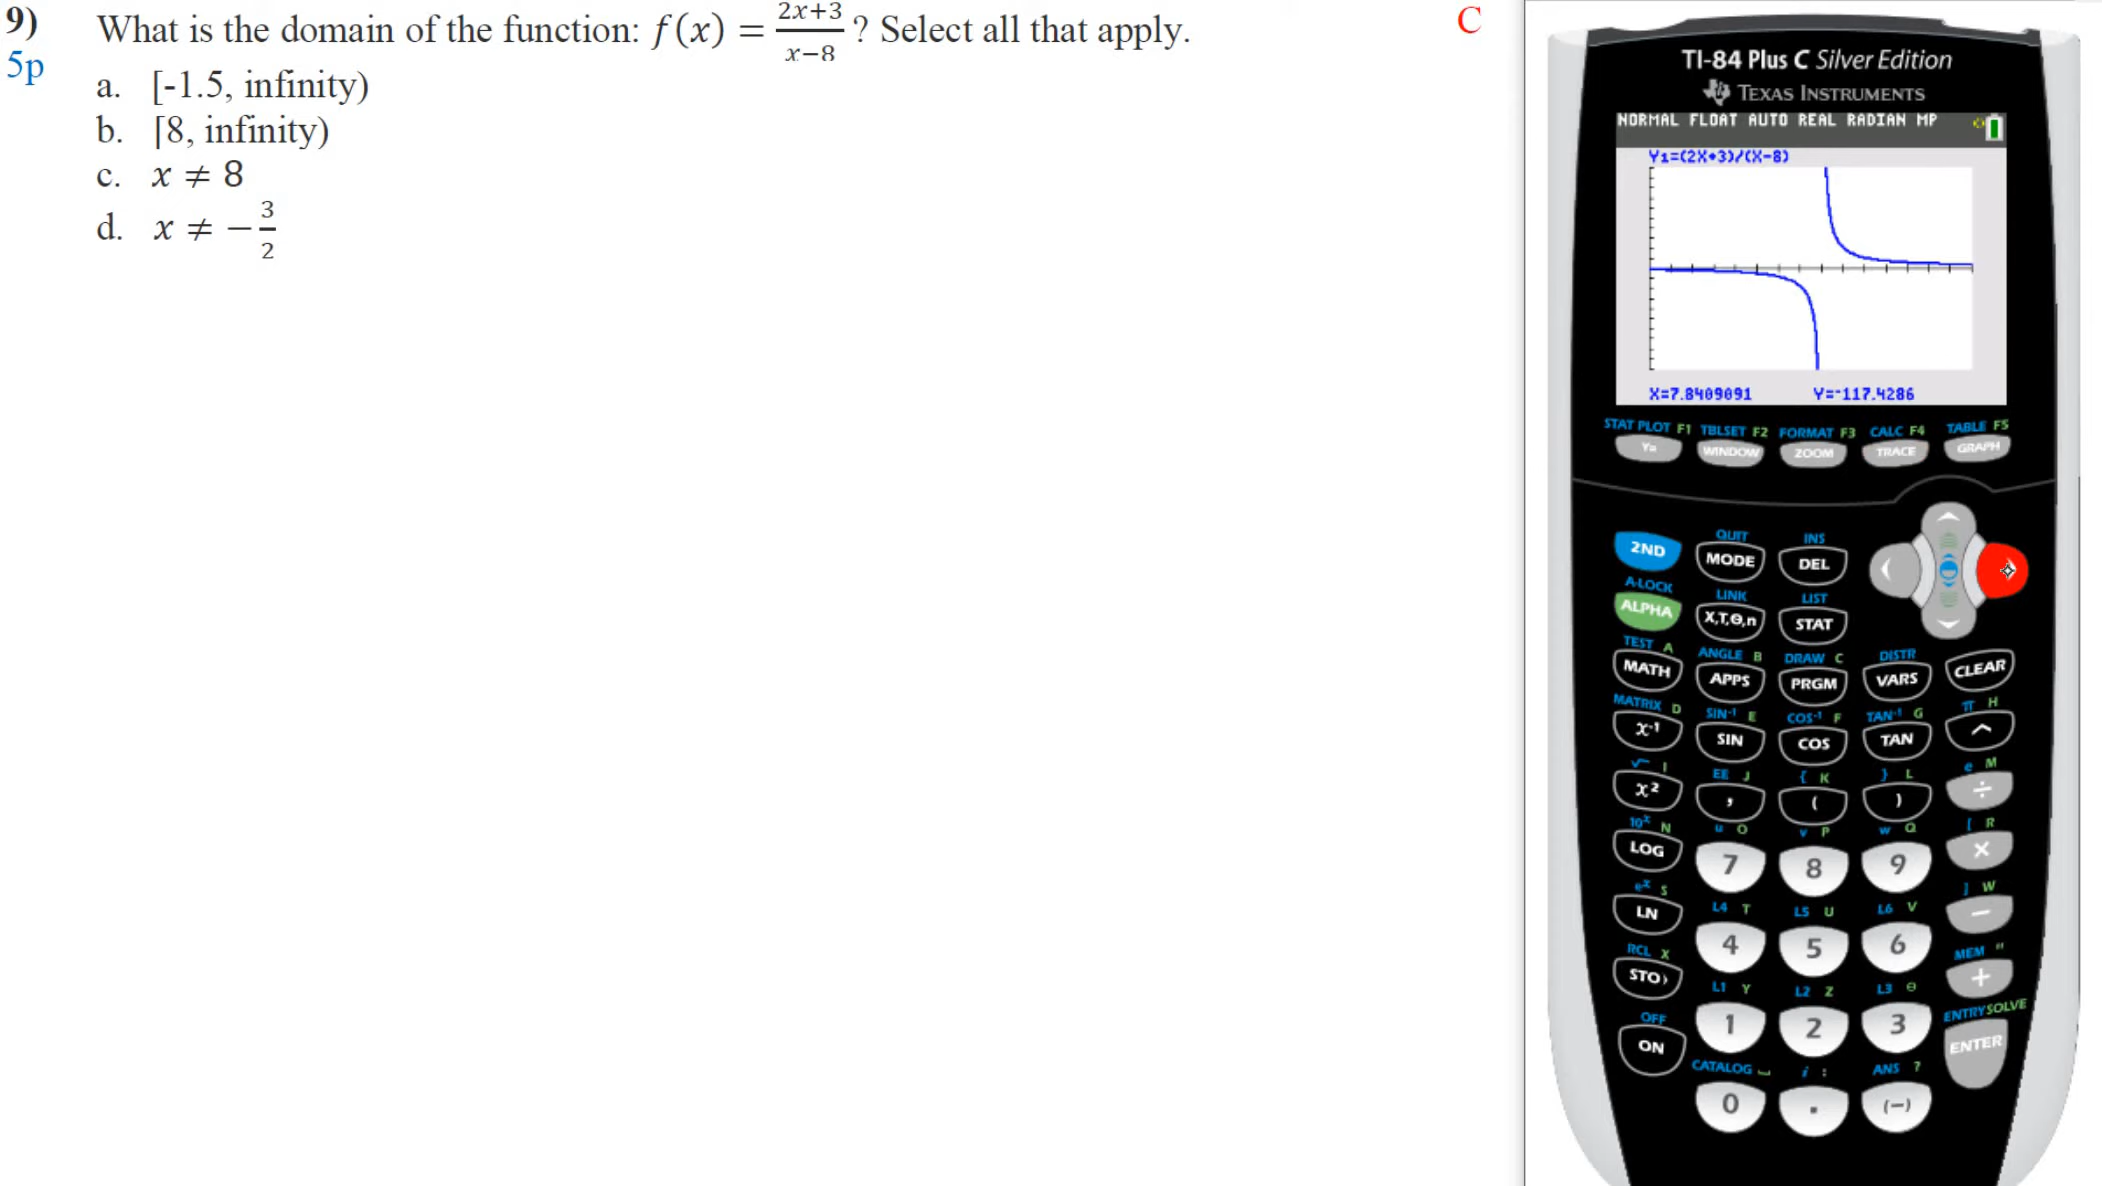 9) What is the domain of the function: f(x) = (2x+3)/(x−8) ? Select all that apply. C
5p
a. [-1.5, infinity)
b. [8, infinity)
c. x ≠ 8
d. x ≠ −3/2
TI-84 Plus C Silver Edition
TEXAS INSTRUMENTS
NORMAL FLOAT AUTO REAL RADIAN MP
Y1=(2X+3)/(X-8)
X=7.8409091 Y=-117.4286
STAT PLOT F1 TBLSET F2 FORMAT F3 CALC F4 TABLE F5
Y= WINDOW ZOOM TRACE GRAPH
QUIT INS
2ND MODE DEL
A-LOCK LINK LIST
ALPHA X,T,Θ,n STAT
TEST A ANGLE B DRAW C DISTR
MATH APPS PRGM VARS CLEAR
MATRIX D SIN-1 E COS-1 F TAN-1 G π H
x-1 SIN COS TAN ^
√ I EE J { K } L e M
x² , ( ) ÷
10x N u O v P w Q [ R
LOG 7 8 9 ×
ex S L4 T L5 U L6 V ] W
LN 4 5 6 −
RCL X L1 Y L2 Z L3 Θ MEM "
STO› 1 2 3 +
OFF CATALOG i : ANS ? ENTRY SOLVE
ON 0 . (−) ENTER